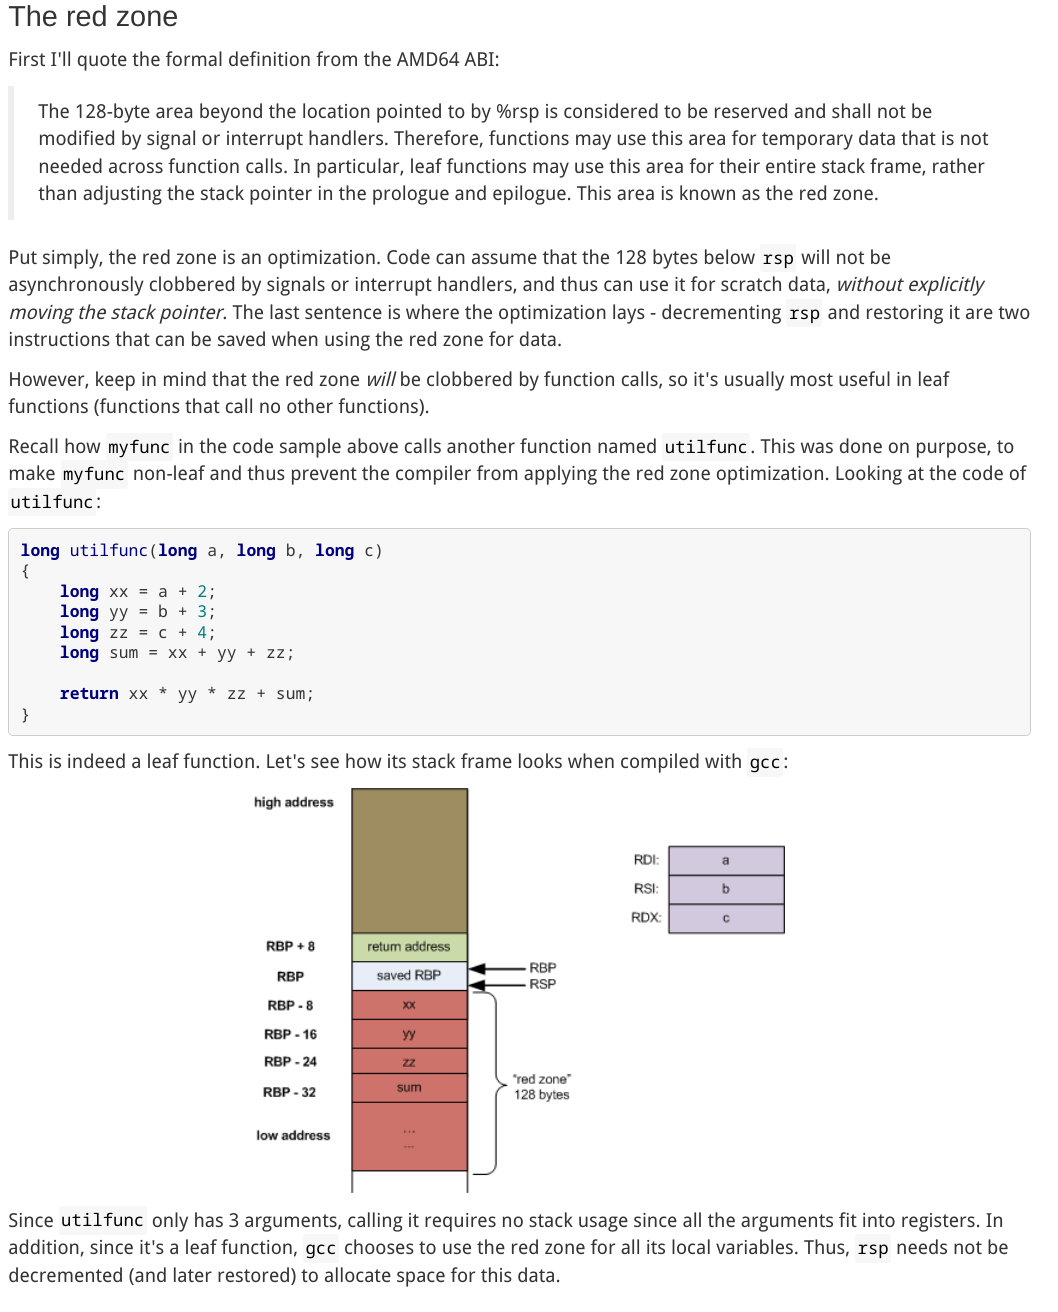 The red zone
First I'll quote the formal definition from the AMD64 ABI:
The 128-byte area beyond the location pointed to by %rsp is considered to be reserved and shall not be
modified by signal or interrupt handlers. Therefore, functions may use this area for temporary data that is not
needed across function calls. In particular, leaf functions may use this area for their entire stack frame, rather
than adjusting the stack pointer in the prologue and epilogue. This area is known as the red zone.
Put simply, the red zone is an optimization. Code can assume that the 128 bytes below rsp will not be
asynchronously clobbered by signals or interrupt handlers, and thus can use it for scratch data, without explicitly
moving the stack pointer. The last sentence is where the optimization lays - decrementing rsp and restoring it are two
instructions that can be saved when using the red zone for data.
However, keep in mind that the red zone will be clobbered by function calls, so it's usually most useful in leaf
functions (functions that call no other functions).
Recall how myfunc in the code sample above calls another function named utilfunc. This was done on purpose, to
make myfunc non-leaf and thus prevent the compiler from applying the red zone optimization. Looking at the code of
utilfunc:
long utilfunc(long a, long b, long c)
{
    long xx = a + 2;
    long yy = b + 3;
    long zz = c + 4;
    long sum = xx + yy + zz;
    return xx * yy * zz + sum;
}
This is indeed a leaf function. Let's see how its stack frame looks when compiled with gcc:
high address
RDI: a
RSI: b
RDX: c
RBP + 8 return address
RBP saved RBP RBP
RSP
RBP - 8 xx
RBP - 16 yy
RBP - 24 zz
"red zone"
RBP - 32 sum 128 bytes
low address ...
...
Since utilfunc only has 3 arguments, calling it requires no stack usage since all the arguments fit into registers. In
addition, since it's a leaf function, gcc chooses to use the red zone for all its local variables. Thus, rsp needs not be
decremented (and later restored) to allocate space for this data.